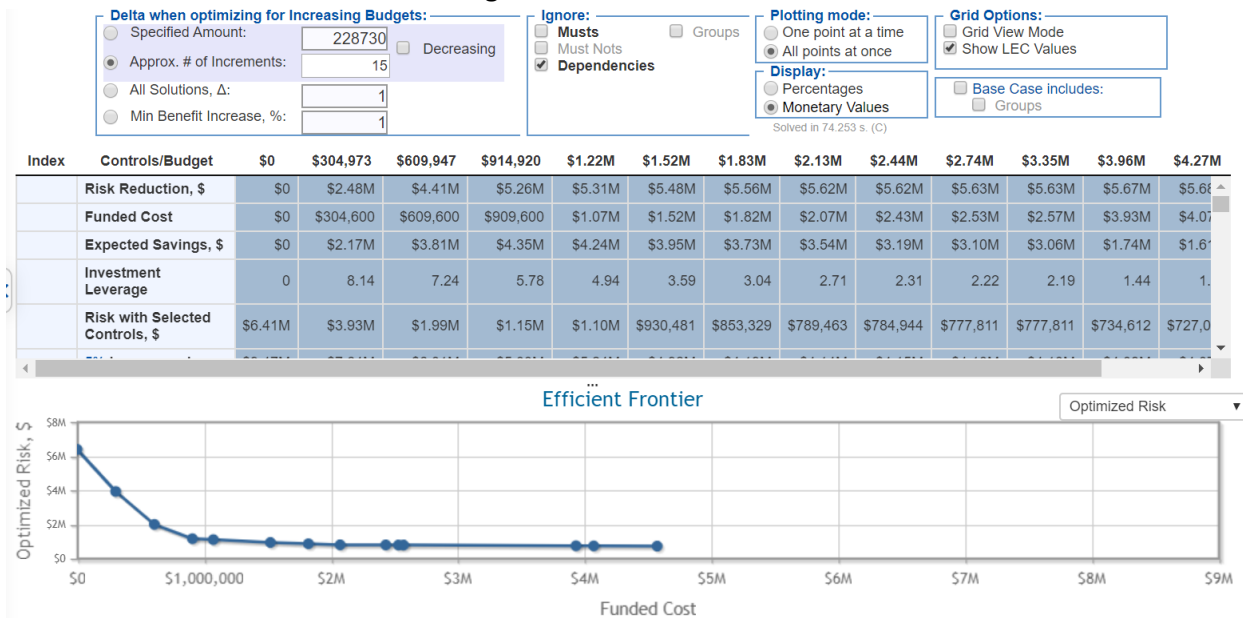 Delta when optimizing for Increasing Budgets:
Specified Amount: 228730 Decreasing
Approx. # of Increments: 15
All Solutions, Δ: 1
Min Benefit Increase, %: 1
Ignore:
Musts Groups
Must Nots
Dependencies
Plotting mode:
One point at a time
All points at once
Display:
Percentages
Monetary Values
Solved in 74.253 s. (C)
Grid Options:
Grid View Mode
Show LEC Values
Base Case includes:
Groups
Index Controls/Budget $0 $304,973 $609,947 $914,920 $1.22M $1.52M $1.83M $2.13M $2.44M $2.74M $3.35M $3.96M $4.27M
Risk Reduction, $ $0 $2.48M $4.41M $5.26M $5.31M $5.48M $5.56M $5.62M $5.62M $5.63M $5.63M $5.67M $5.68
Funded Cost $0 $304,600 $609,600 $909,600 $1.07M $1.52M $1.82M $2.07M $2.43M $2.53M $2.57M $3.93M $4.07
Expected Savings, $ $0 $2.17M $3.81M $4.35M $4.24M $3.95M $3.73M $3.54M $3.19M $3.10M $3.06M $1.74M $1.61
Investment
Leverage 0 8.14 7.24 5.78 4.94 3.59 3.04 2.71 2.31 2.22 2.19 1.44 1.
Risk with Selected
Controls, $ $6.41M $3.93M $1.99M $1.15M $1.10M $930,481 $853,329 $789,463 $784,944 $777,811 $777,811 $734,612 $727,0
...
Efficient Frontier
Optimized Risk
Optimized Risk, $
$8M
$6M
$4M
$2M
$0
$0 $1,000,000 $2M $3M $4M $5M $6M $7M $8M $9M
Funded Cost